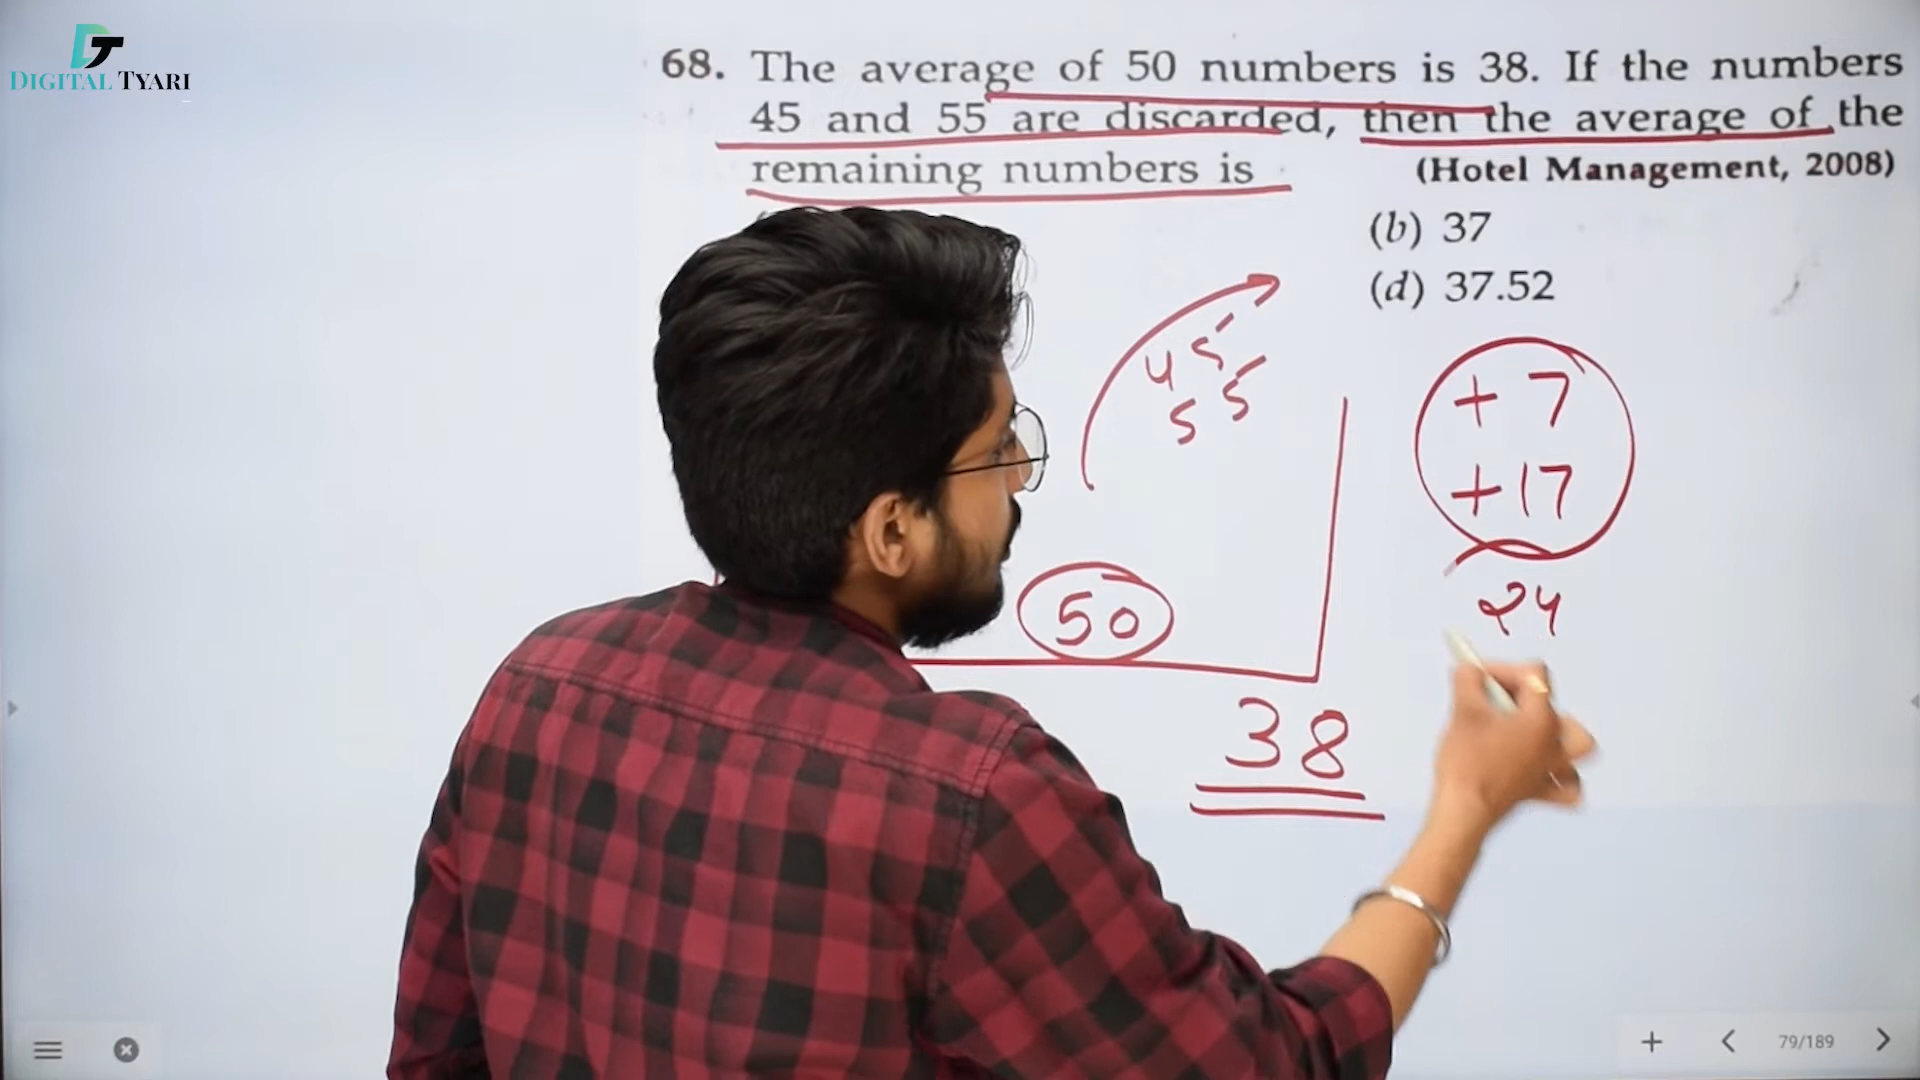 DT
DIGITAL TYARI
68. The average of 50 numbers is 38. If the numbers
45 and 55 are discarded, then the average of the
remaining numbers is
(Hotel Management, 2008)
(b) 37
(d) 37.52
45
55
+ 7
+ 17
24
50
38
79/189